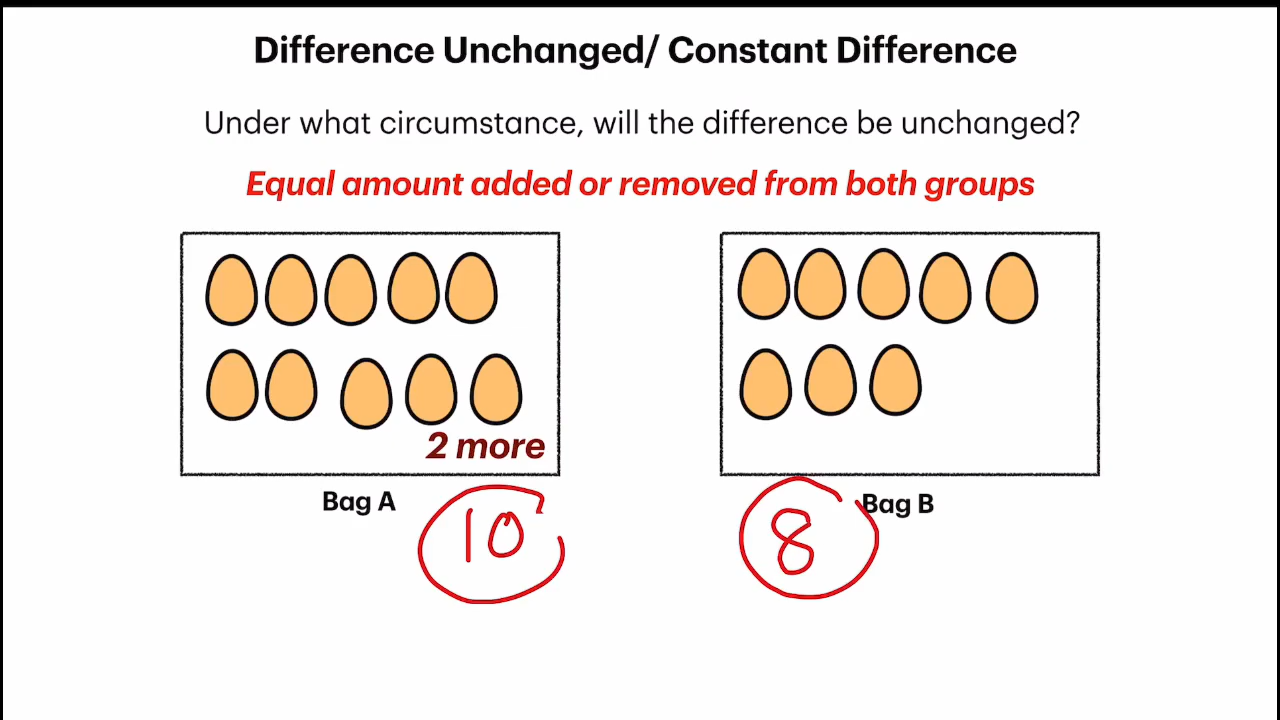 Difference Unchanged/ Constant Difference
Under what circumstance, will the difference be unchanged?
Equal amount added or removed from both groups
2 more
Bag A
Bag B
10
8